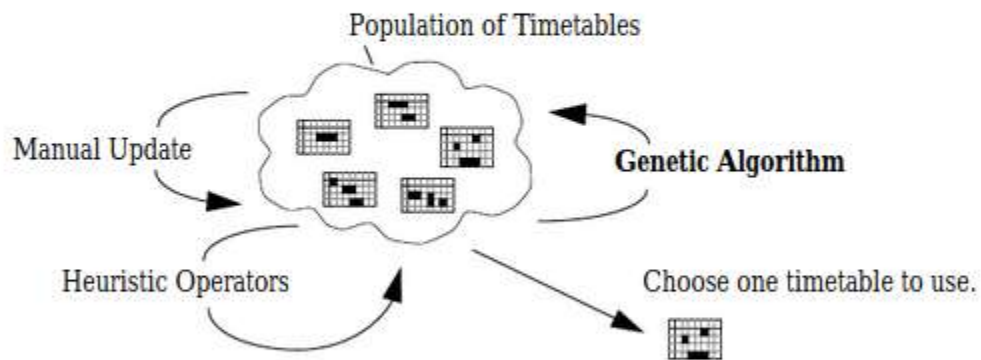 Population of Timetables
Manual Update
Genetic Algorithm
Heuristic Operators
Choose one timetable to use.